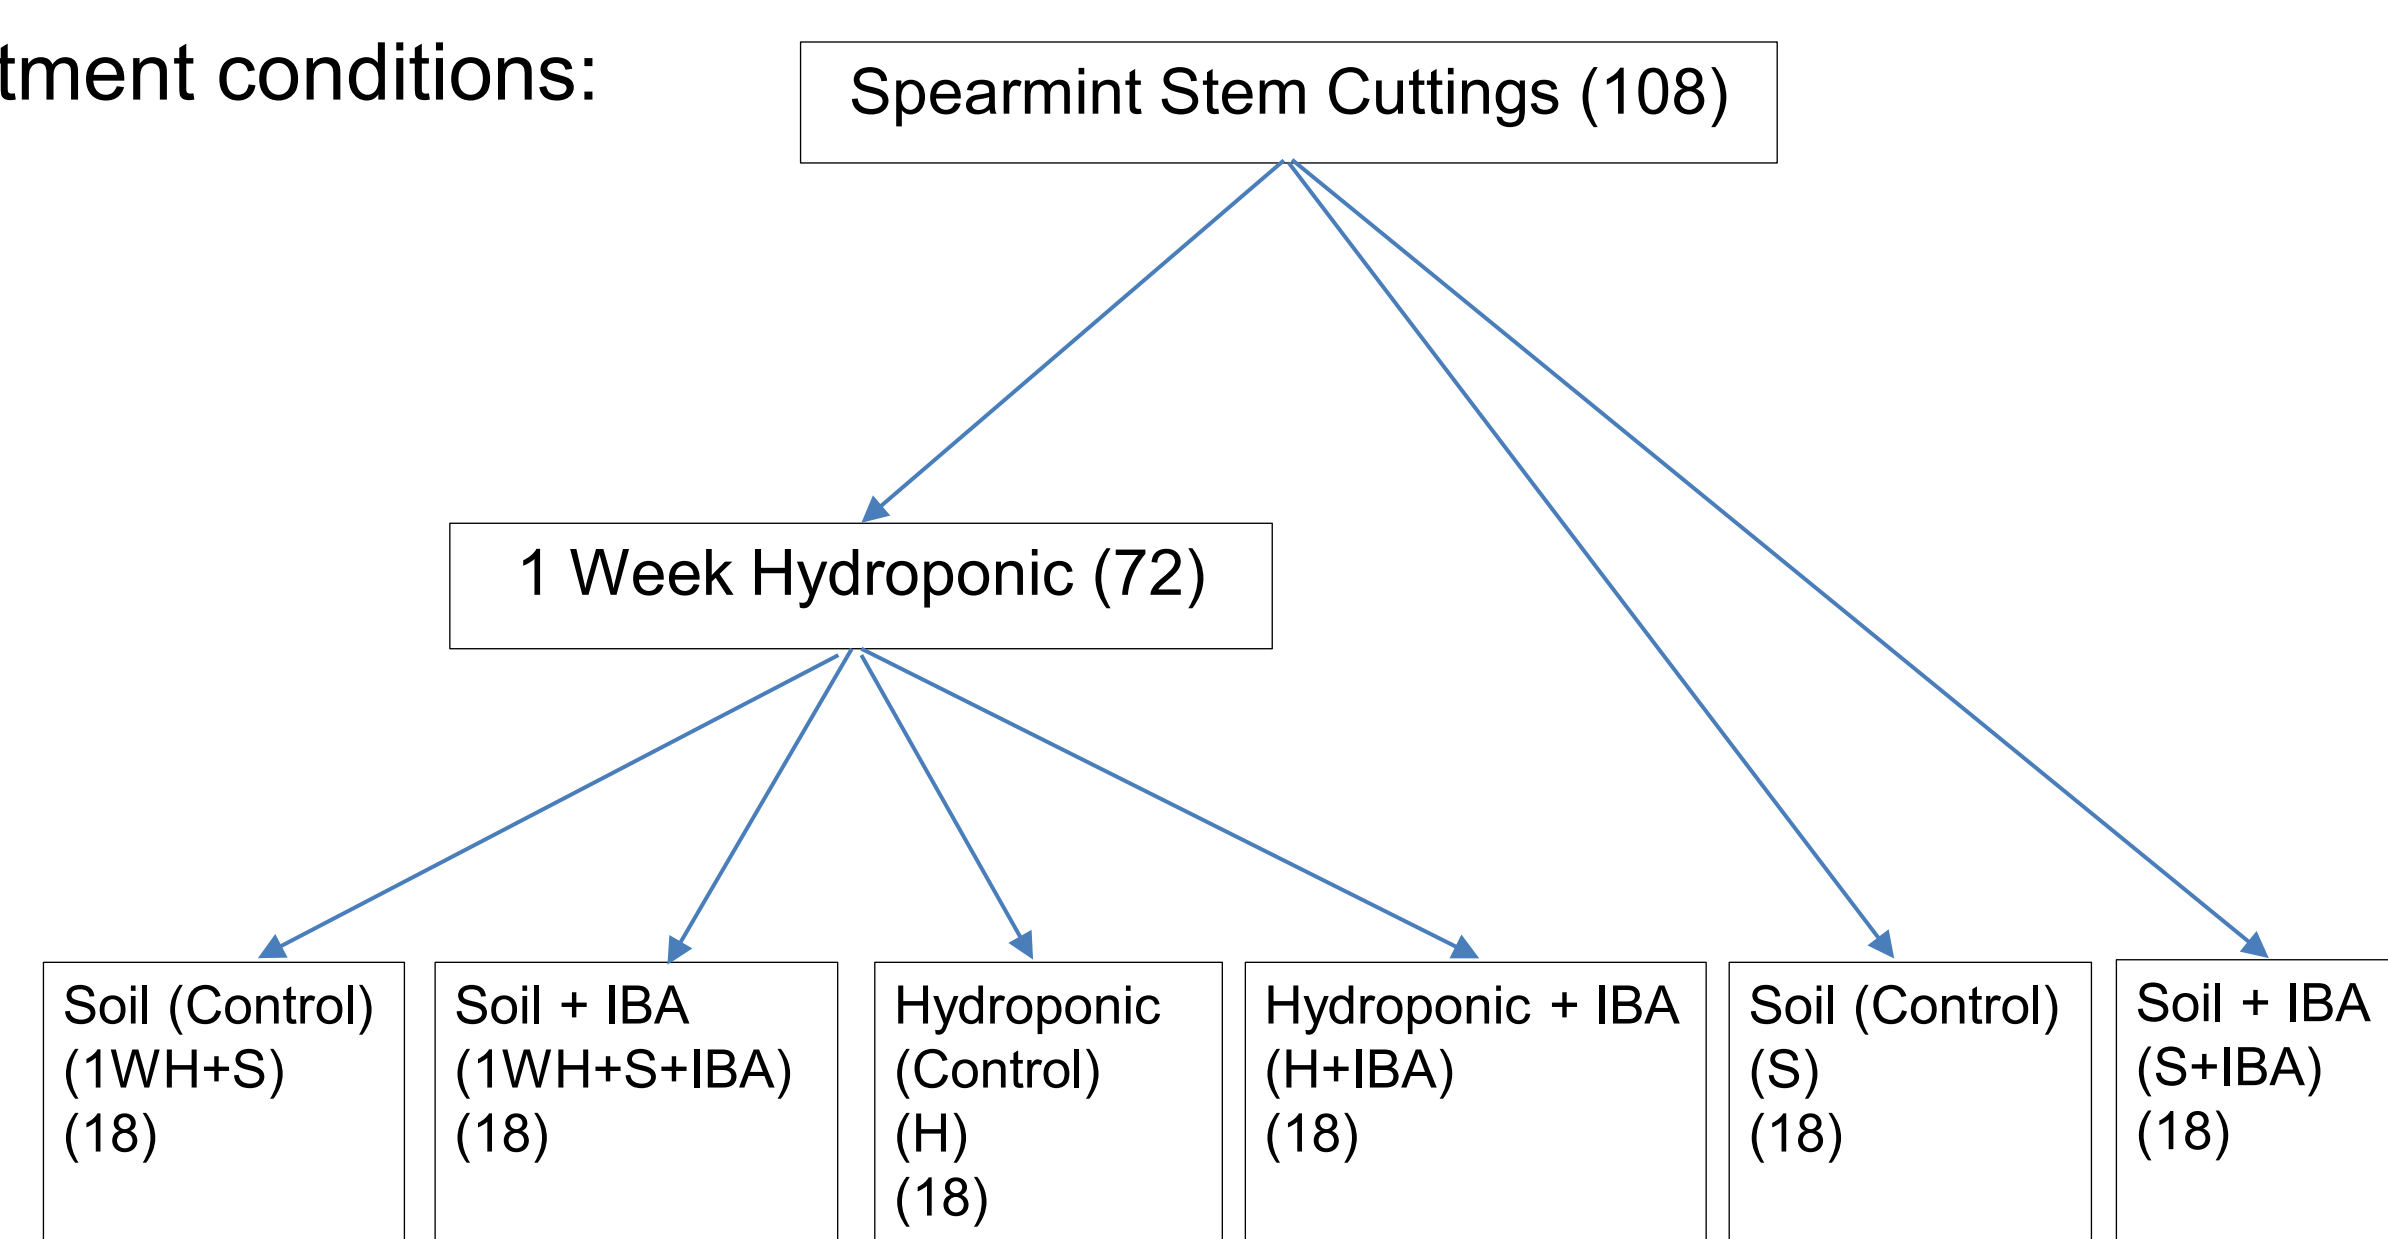 tment conditions:
Spearmint Stem Cuttings (108)
1 Week Hydroponic (72)
Soil (Control)
(1WH+S)
(18)
Soil + IBA
(1WH+S+IBA)
(18)
Hydroponic
(Control)
(H)
(18)
Hydroponic + IBA
(H+IBA)
(18)
Soil (Control)
(S)
(18)
Soil + IBA
(S+IBA)
(18)